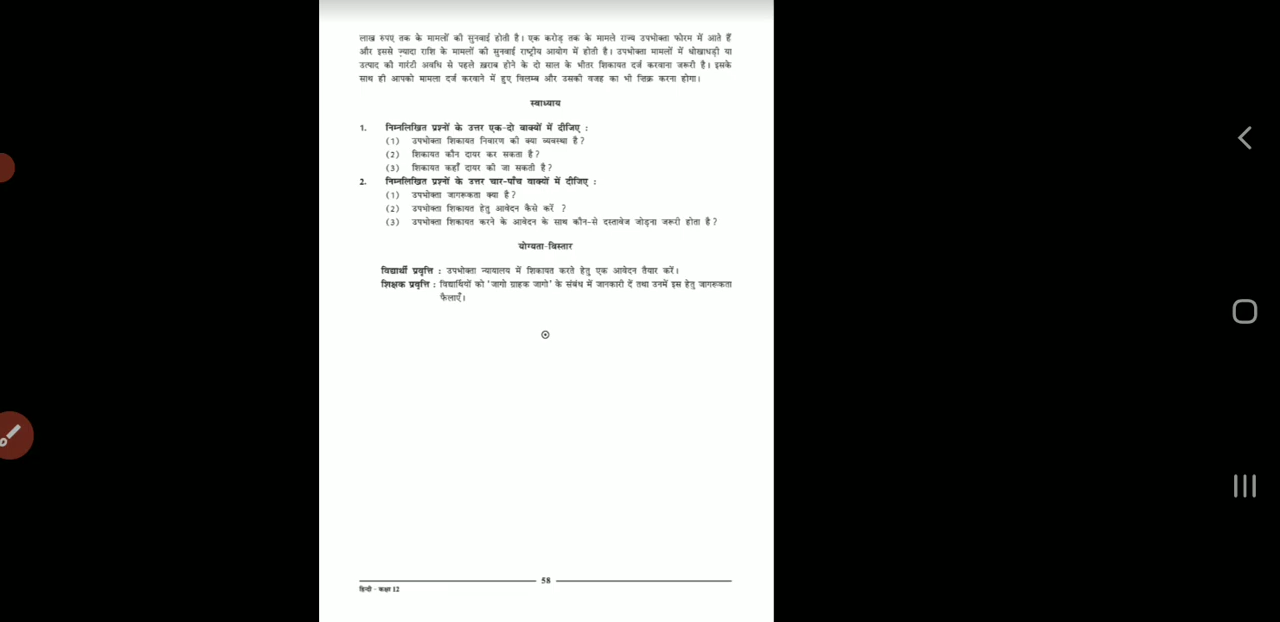 लाख रुपए तक के मामलों की सुनवाई होती है। एक करोड़ तक के मामले राज्य उपभोक्ता फोरम में आते हैं
और इससे ज़्यादा राशि के मामलों की सुनवाई राष्ट्रीय आयोग में होती है। उपभोक्ता मामलों में धोखाधड़ी या
उत्पाद की गारंटी अवधि से पहले ख़राब होने के दो साल के भीतर शिकायत दर्ज करवाना जरूरी है। इसके
साथ ही आपको मामला दर्ज करवाने में हुए विलम्ब और उसकी वजह का भी ज़िक्र करना होगा।
स्वाध्याय
1. निम्नलिखित प्रश्नों के उत्तर एक-दो वाक्यों में दीजिए :
(1) उपभोक्ता शिकायत निवारण की क्या व्यवस्था है?
(2) शिकायत कौन दायर कर सकता है?
(3) शिकायत कहाँ दायर की जा सकती है?
2. निम्नलिखित प्रश्नों के उत्तर चार-पाँच वाक्यों में दीजिए :
(1) उपभोक्ता जागरूकता क्या है?
(2) उपभोक्ता शिकायत हेतु आवेदन कैसे करें ?
(3) उपभोक्ता शिकायत करने के आवेदन के साथ कौन-से दस्तावेज जोड़ना जरूरी होता है?
योग्यता-विस्तार
विद्यार्थी प्रवृत्ति : उपभोक्ता न्यायालय में शिकायत करते हेतु एक आवेदन तैयार करें।
शिक्षक प्रवृत्ति : विद्यार्थियों को 'जागो ग्राहक जागो' के संबंध में जानकारी दें तथा उनमें इस हेतु जागरूकता
फैलाएँ।
58
हिन्दी - कक्षा 12